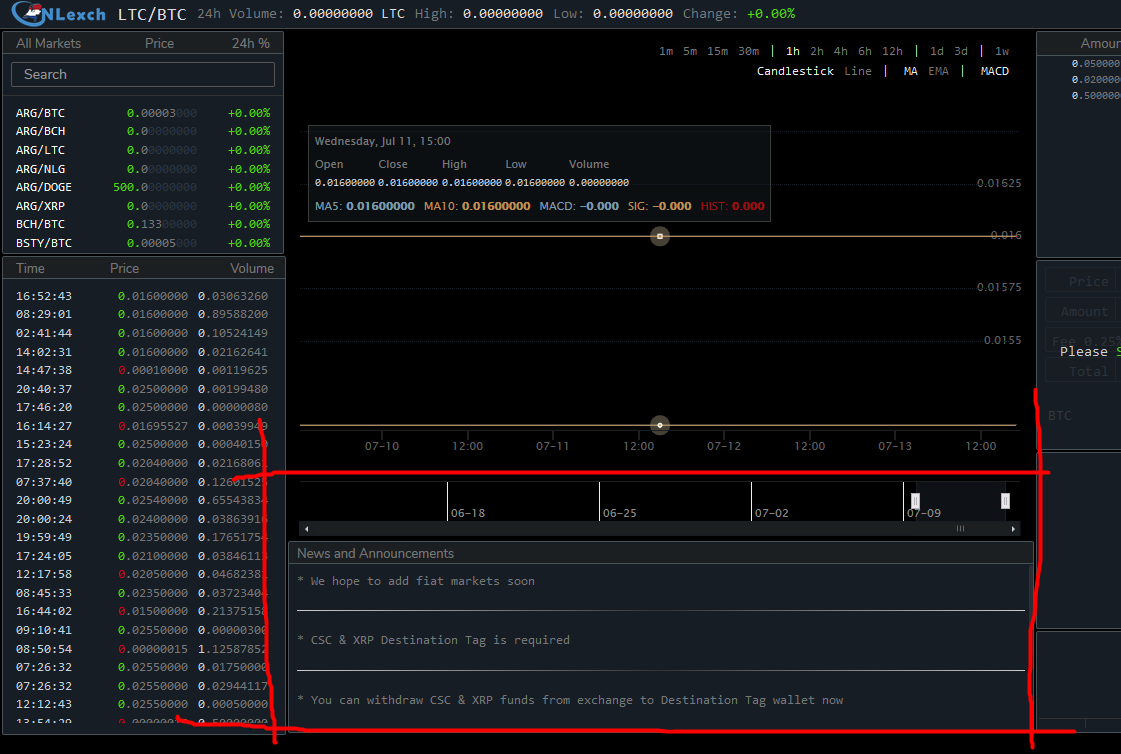 NLexch LTC/BTC 24h Volume: 0.00000000 LTC High: 0.00000000 Low: 0.00000000 Change: +0.00%
All Markets Price 24h %
Search
ARG/BTC 0.00003000 +0.00%
ARG/BCH 0.00000000 +0.00%
ARG/LTC 0.00000000 +0.00%
ARG/NLG 0.00000000 +0.00%
ARG/DOGE 500.00000000 +0.00%
ARG/XRP 0.00000000 +0.00%
BCH/BTC 0.13300000 +0.00%
BSTY/BTC 0.00005000 +0.00%
Time Price Volume
16:52:43 0.01600000 0.03063260
08:29:01 0.01600000 0.89588200
02:41:44 0.01600000 0.10524149
14:02:31 0.01600000 0.02162641
14:47:38 0.00010000 0.00119625
20:40:37 0.02500000 0.00199480
17:46:20 0.02500000 0.00000080
16:14:27 0.01695527 0.00039949
15:23:24 0.02500000 0.0004015
17:28:52 0.02040000 0.0216806
07:37:40 0.02040000 0.1260152
20:00:49 0.02540000 0.65543834
20:00:24 0.02400000 0.03863916
19:59:49 0.02350000 0.17651754
17:24:05 0.02100000 0.0384611
12:17:58 0.02050000 0.04682381
08:45:33 0.02350000 0.03723404
16:44:02 0.01500000 0.21375158
09:10:41 0.02550000 0.00000300
08:50:54 0.00000015 1.12587852
07:26:32 0.02550000 0.01750000
07:26:32 0.02550000 0.02944117
12:12:43 0.02550000 0.00050000
13:54:29
1m 5m 15m 30m | 1h 2h 4h 6h 12h | 1d 3d | 1w
Candlestick Line | MA EMA | MACD
Wednesday, Jul 11, 15:00
Open Close High Low Volume
0.01600000 0.01600000 0.01600000 0.01600000 0.00000000
MA5: 0.01600000 MA10: 0.01600000 MACD: −0.000 SIG: −0.000 HIST: 0.000
0.01625
0.016
0.01575
0.0155
07-10 12:00 07-11 12:00 07-12 12:00 07-13 12:00
06-18 06-25 07-02 07-09
News and Announcements
* We hope to add fiat markets soon
* CSC & XRP Destination Tag is required
* You can withdraw CSC & XRP funds from exchange to Destination Tag wallet now
Amoun
0.050000
0.020000
0.500000
Price
Amount
Fee 0.25
Please S
Total
BTC